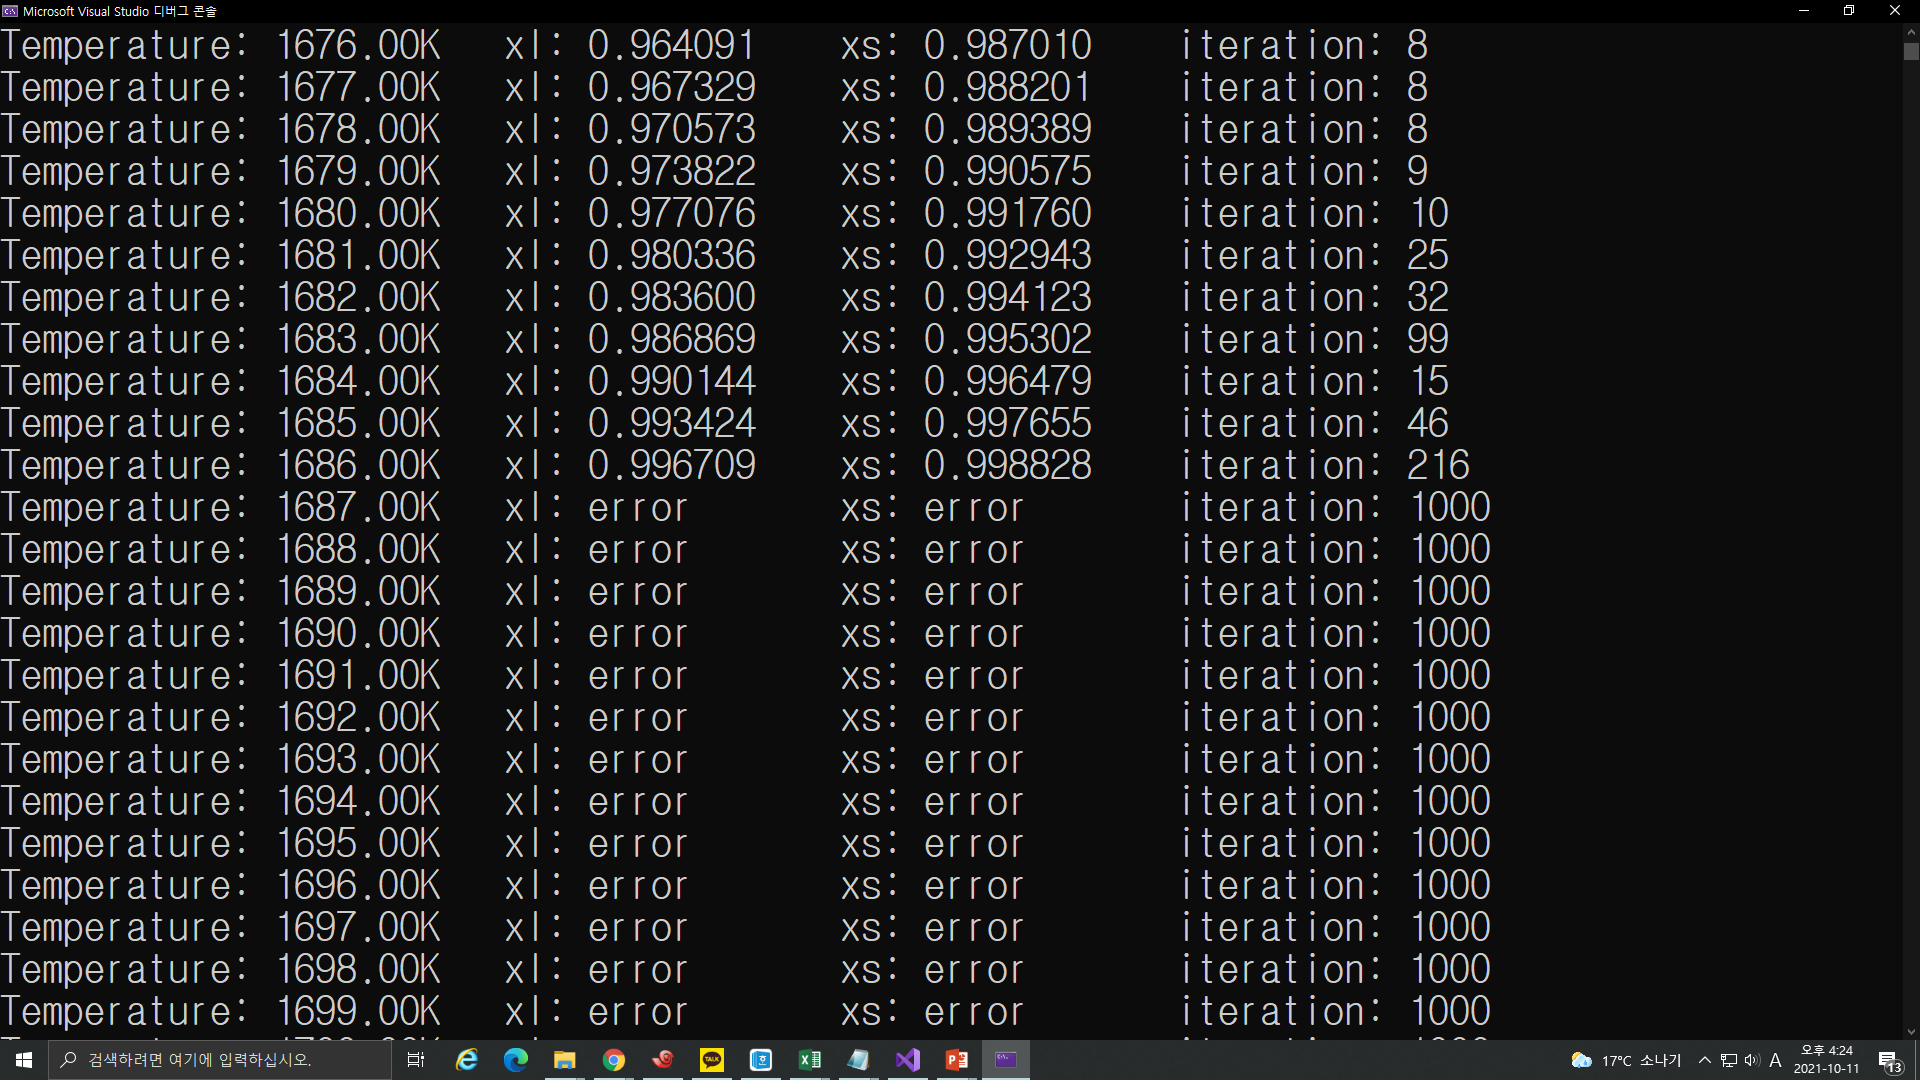 Microsoft Visual Studio 디버그 콘솔
Temperature: 1676.00K xl: 0.964091 xs: 0.987010 iteration: 8
Temperature: 1677.00K xl: 0.967329 xs: 0.988201 iteration: 8
Temperature: 1678.00K xl: 0.970573 xs: 0.989389 iteration: 8
Temperature: 1679.00K xl: 0.973822 xs: 0.990575 iteration: 9
Temperature: 1680.00K xl: 0.977076 xs: 0.991760 iteration: 10
Temperature: 1681.00K xl: 0.980336 xs: 0.992943 iteration: 25
Temperature: 1682.00K xl: 0.983600 xs: 0.994123 iteration: 32
Temperature: 1683.00K xl: 0.986869 xs: 0.995302 iteration: 99
Temperature: 1684.00K xl: 0.990144 xs: 0.996479 iteration: 15
Temperature: 1685.00K xl: 0.993424 xs: 0.997655 iteration: 46
Temperature: 1686.00K xl: 0.996709 xs: 0.998828 iteration: 216
Temperature: 1687.00K xl: error xs: error iteration: 1000
Temperature: 1688.00K xl: error xs: error iteration: 1000
Temperature: 1689.00K xl: error xs: error iteration: 1000
Temperature: 1690.00K xl: error xs: error iteration: 1000
Temperature: 1691.00K xl: error xs: error iteration: 1000
Temperature: 1692.00K xl: error xs: error iteration: 1000
Temperature: 1693.00K xl: error xs: error iteration: 1000
Temperature: 1694.00K xl: error xs: error iteration: 1000
Temperature: 1695.00K xl: error xs: error iteration: 1000
Temperature: 1696.00K xl: error xs: error iteration: 1000
Temperature: 1697.00K xl: error xs: error iteration: 1000
Temperature: 1698.00K xl: error xs: error iteration: 1000
Temperature: 1699.00K xl: error xs: error iteration: 1000
검색하려면 여기에 입력하십시오.
TALK
17°C 소나기
A
오후 4:24
2021-10-11
13